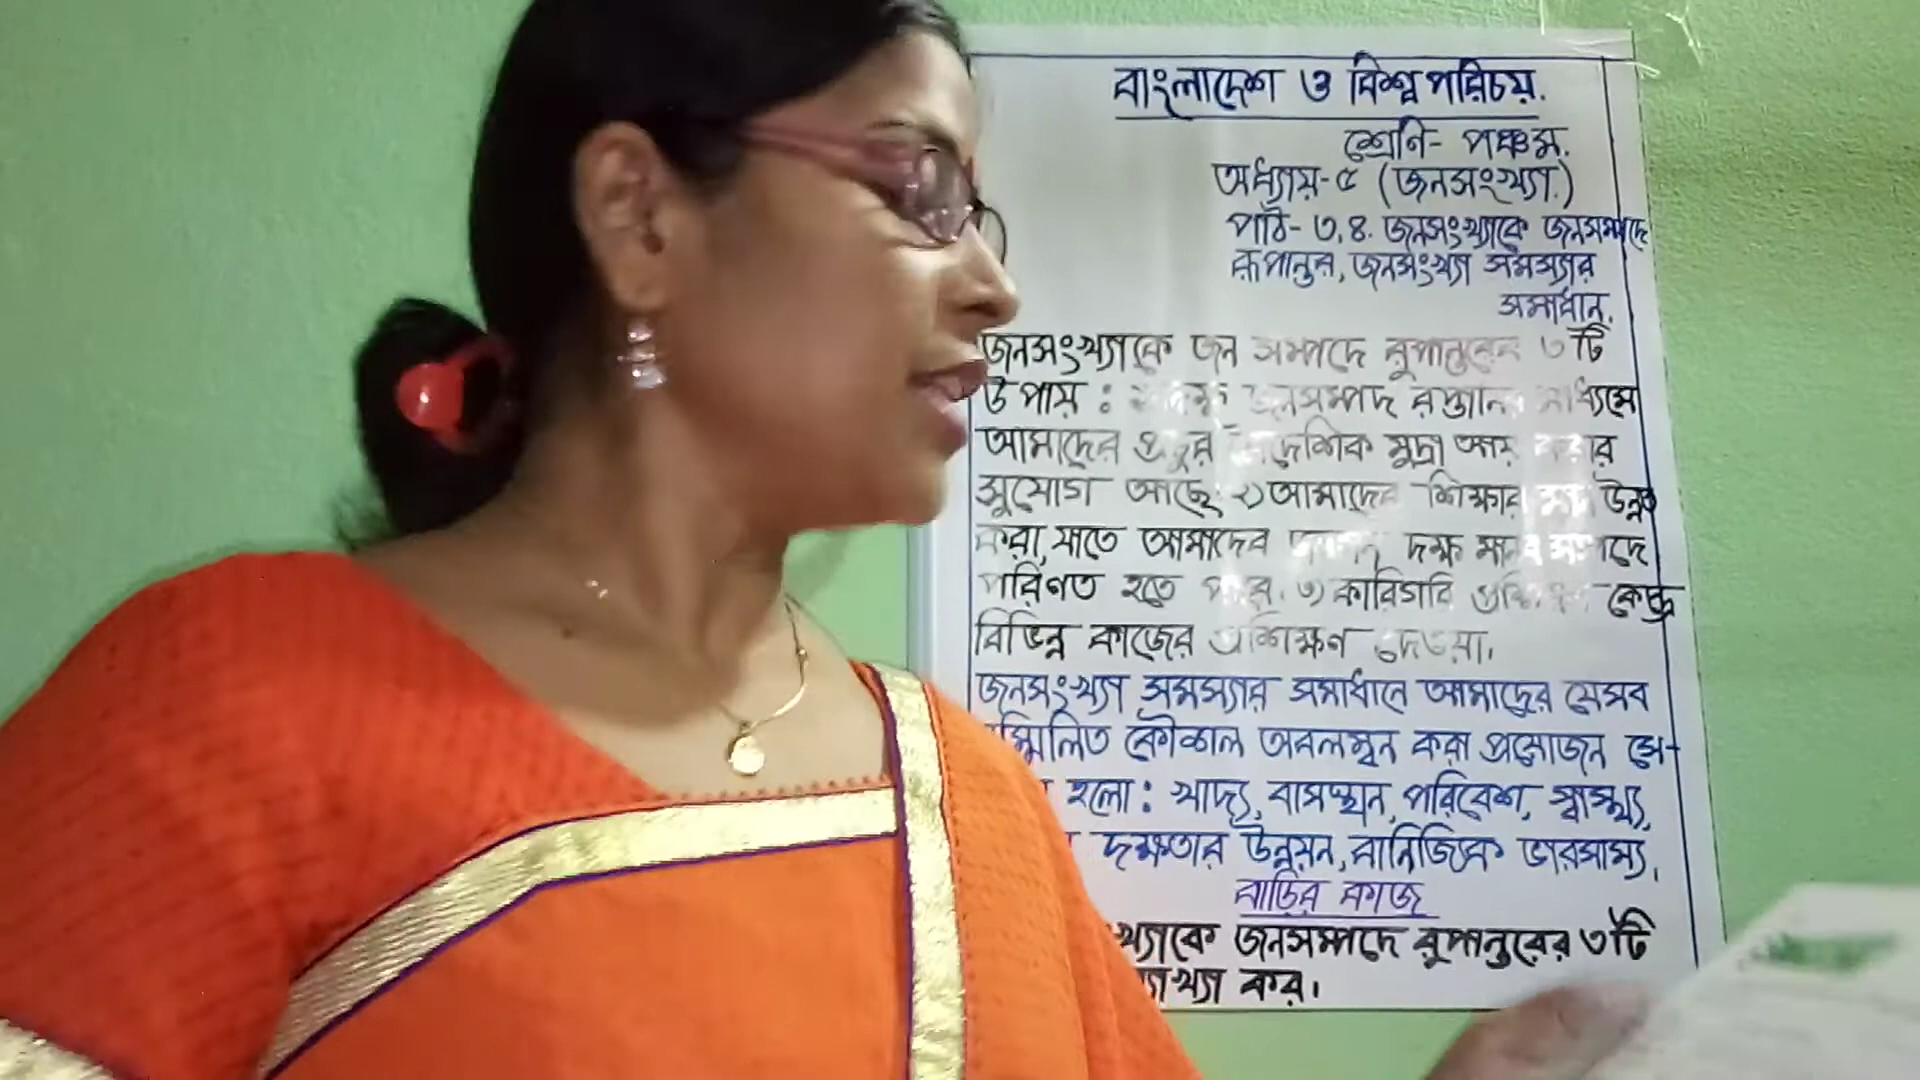 বাংলাদেশ ও বিশ্বপরিচয়.
শ্রেণি- পঞ্চম.
অধ্যায়-৫ (জনসংখ্যা.)
পাঠ- ৩,৪. জনসংখ্যাকে জনসম্পদে
রূপান্তর, জনসংখ্যা সমস্যার
সমাধান.
জনসংখ্যাকে জন সম্পদে রুপান্তরের ৩টি
উপায় : জনসম্পদ রপ্তানির মাধ্যমে
আমাদের প্রচুর বৈদেশিক মুদ্রা আয় করার
সুযোগ আছে. ২) আমাদের শিক্ষার উন্নত
করা, যাতে আমাদের দক্ষ মানব সম্পদে
পরিণত হতে পারে. ৩) কারিগরি প্রশিক্ষণ কেন্দ্রে
বিভিন্ন কাজের প্রশিক্ষণ দেওয়া.
জনসংখ্যা সমস্যার সমাধানে আমাদের যেসব
কৌশল অবলম্বন করা প্রয়োজন সে-
হলো : খাদ্য, বাসস্থান, পরিবেশ, স্বাস্থ্য,
দক্ষতার উন্নয়ন, বানিজ্যিক ভারসাম্য.
বাড়ির কাজ
জনসম্পদে রুপান্তরের ৩টি
কর।